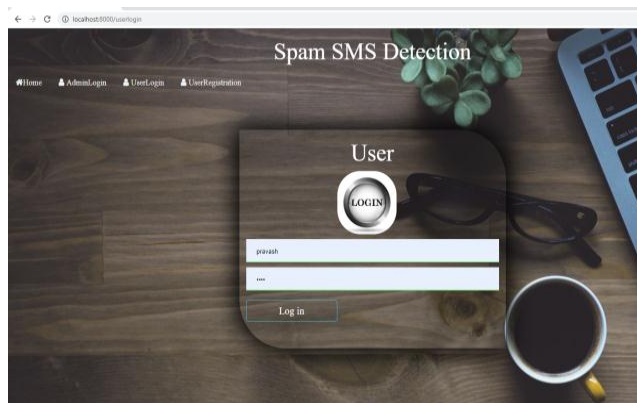 localhost:8000/userlogin
Spam SMS Detection
Home AdminLogin UserLogin UserRegistration
User
LOGIN
pravash
••••
Log in